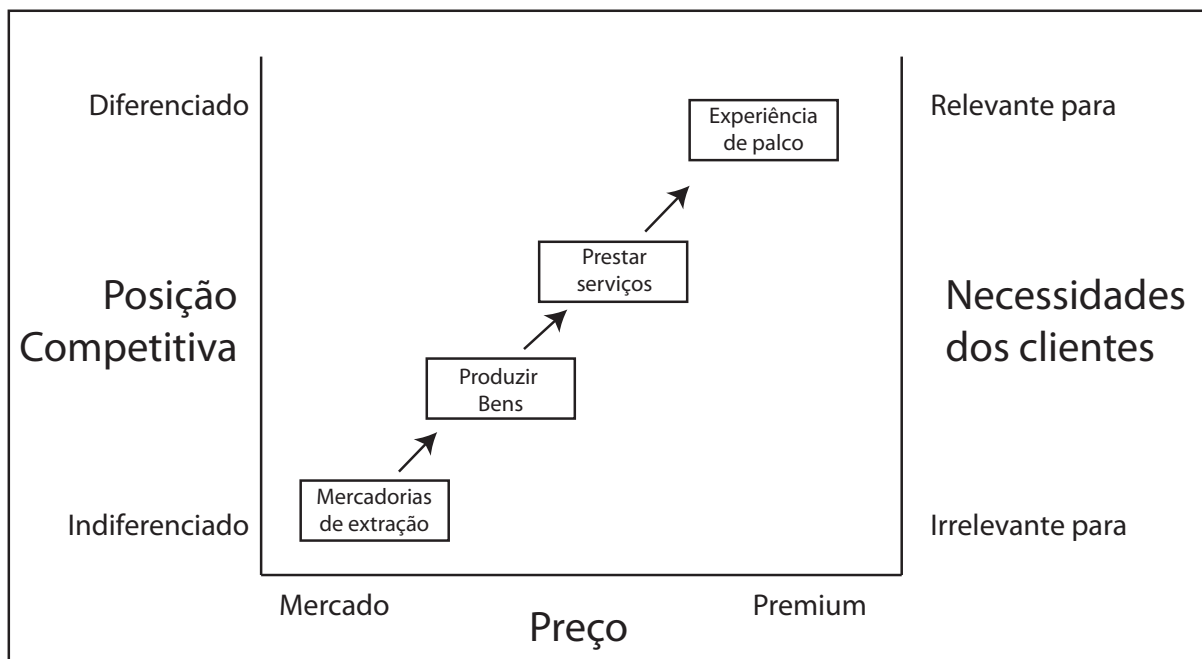 Diferenciado
Experiência
de palco
Relevante para
Prestar
serviços
Posição
Competitiva
Necessidades
dos clientes
Produzir
Bens
Mercadorias
de extração
Indiferenciado
Irrelevante para
Mercado
Premium
Preço